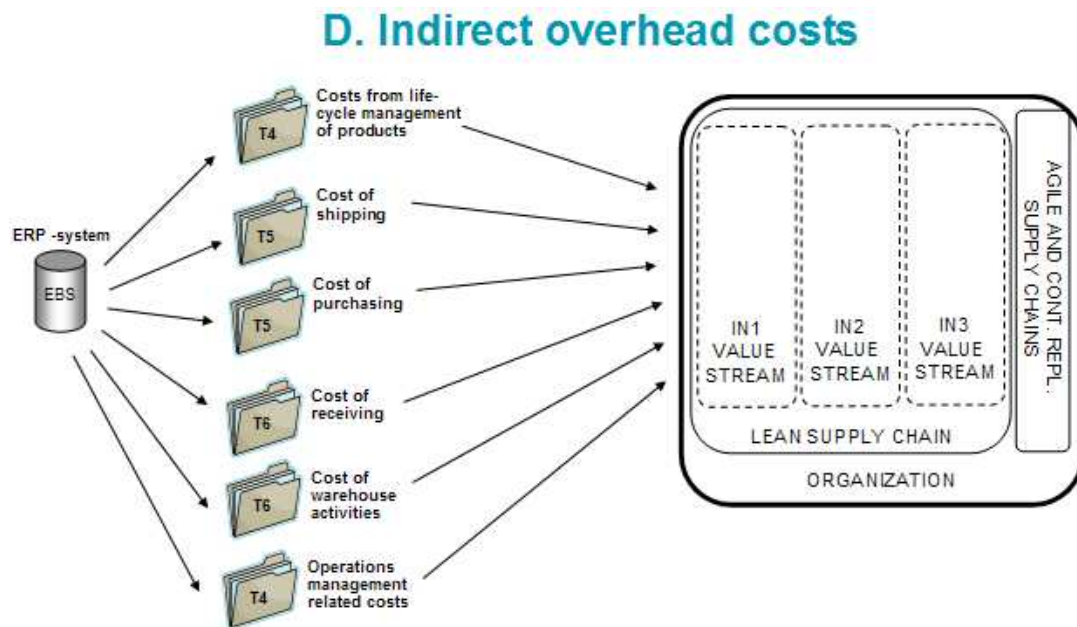 D. Indirect overhead costs
ERP -system
EBS
T4
Costs from life-
cycle management
of products
T5
Cost of
shipping
T5
Cost of
purchasing
T6
Cost of
receiving
T6
Cost of
warehouse
activities
T4
Operations
management
related costs
IN1
VALUE
STREAM
IN2
VALUE
STREAM
IN3
VALUE
STREAM
LEAN SUPPLY CHAIN
ORGANIZATION
AGILE AND CONT. REPL.
SUPPLY CHAINS